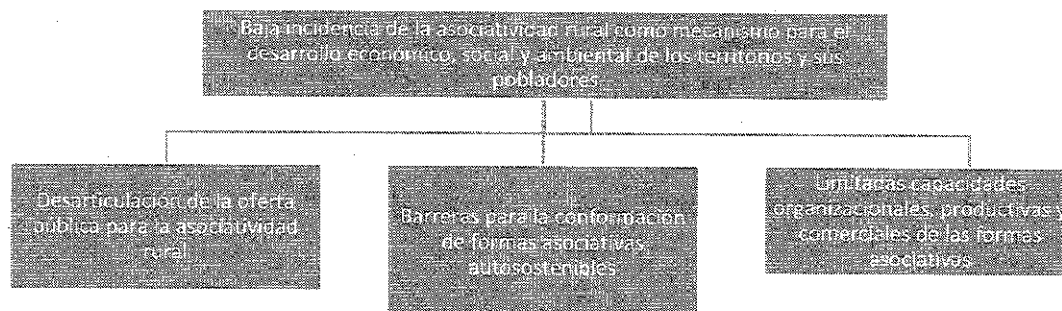 Baja incidencia de la asociatividad rural como mecanismo para el
desarrollo económico, social y ambiental de los territorios y sus
pobladores
Desarticulación de la oferta
pública para la asociatividad
rural
Barreras para la conformación
de formas asociativas
autosostenibles
Limitadas capacidades
organizacionales, productivas y
comerciales de las formas
asociativas